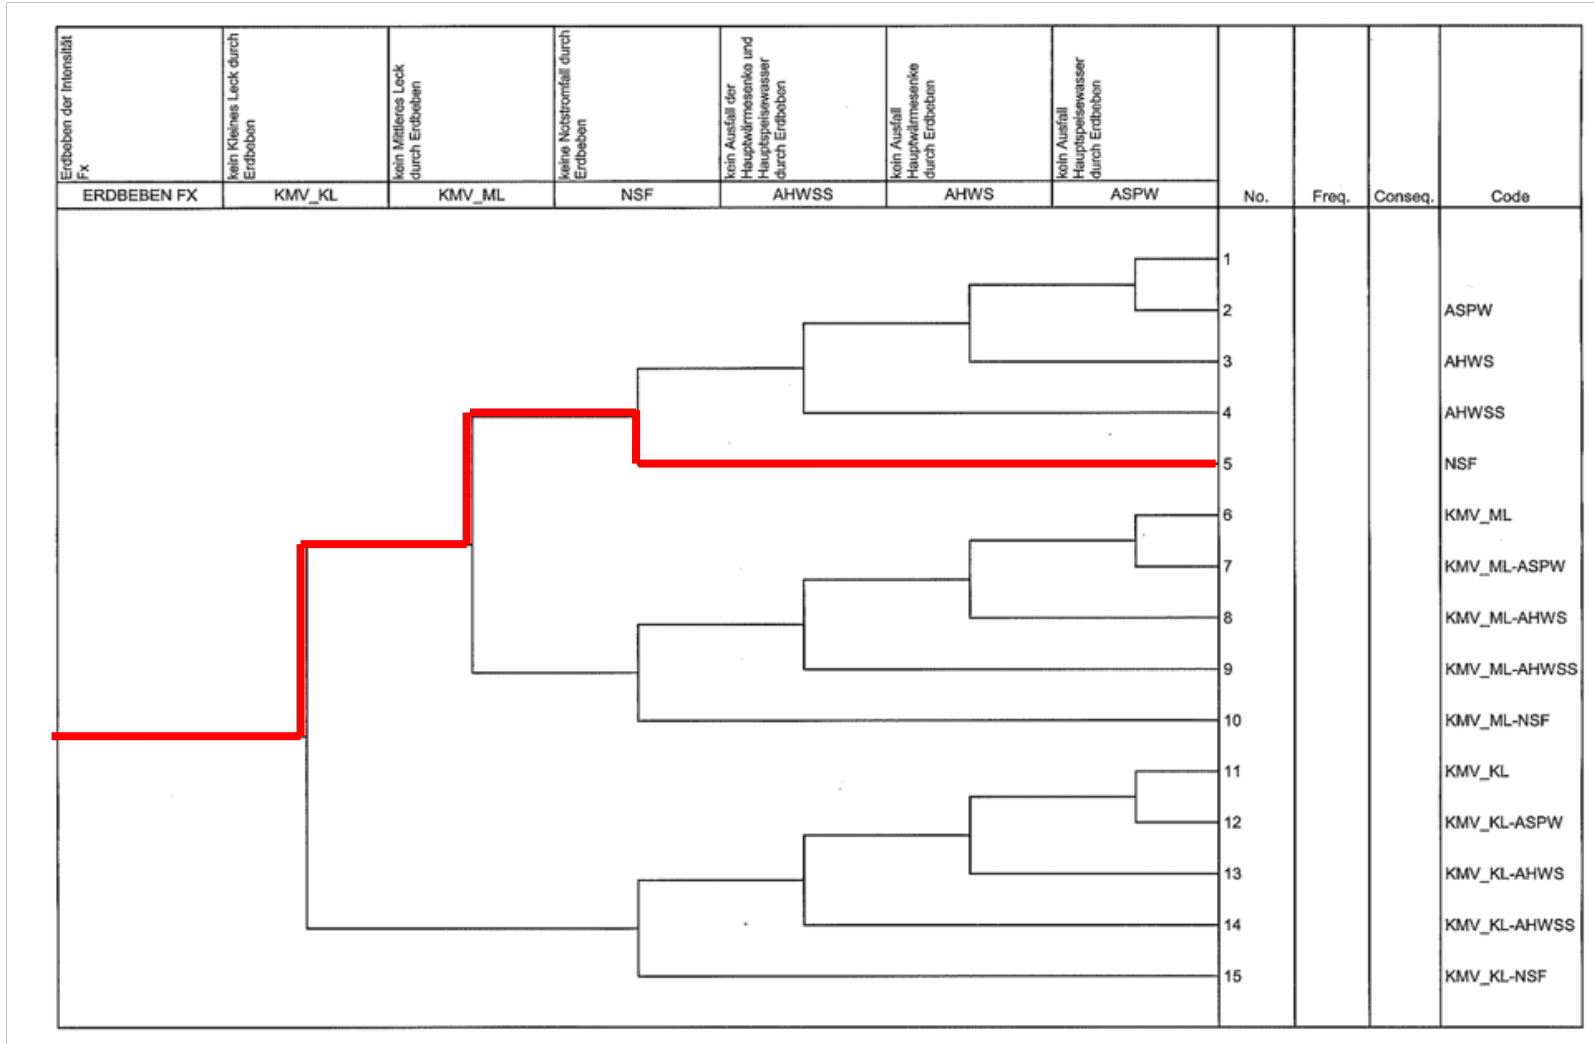 Erdbeben der Intensität
Fx
kein Kleines Leck durch
Erdbeben
kein Mittleres Leck
durch Erdbeben
keine Notstromfall durch
Erdbeben
kein Ausfall der
Hauptwärmesenke und
Hauptspeisewasser
durch Erdbeben
kein Ausfall
Hauptwärmesenke
durch Erdbeben
kein Ausfall
Hauptspeisewasser
durch Erdbeben
ERDBEBEN FX KMV_KL KMV_ML NSF AHWSS AHWS ASPW No. Freq. Conseq. Code
1
2 ASPW
3 AHWS
4 AHWSS
5 NSF
6 KMV_ML
7 KMV_ML-ASPW
8 KMV_ML-AHWS
9 KMV_ML-AHWSS
10 KMV_ML-NSF
11 KMV_KL
12 KMV_KL-ASPW
13 KMV_KL-AHWS
14 KMV_KL-AHWSS
15 KMV_KL-NSF